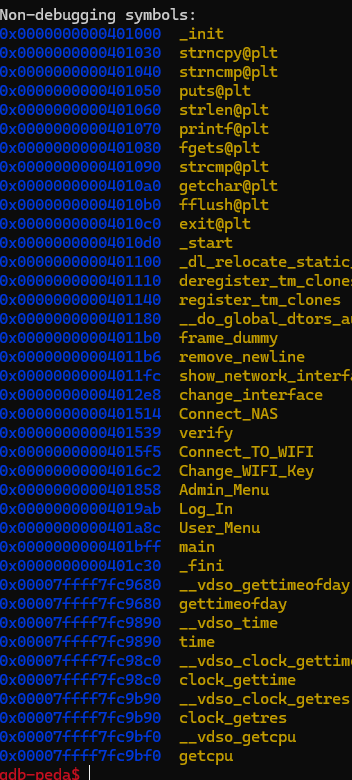 Non-debugging symbols:
0x0000000000401000  _init
0x0000000000401030  strncpy@plt
0x0000000000401040  strncmp@plt
0x0000000000401050  puts@plt
0x0000000000401060  strlen@plt
0x0000000000401070  printf@plt
0x0000000000401080  fgets@plt
0x0000000000401090  strcmp@plt
0x00000000004010a0  getchar@plt
0x00000000004010b0  fflush@plt
0x00000000004010c0  exit@plt
0x00000000004010d0  _start
0x0000000000401100  _dl_relocate_static_
0x0000000000401110  deregister_tm_clones
0x0000000000401140  register_tm_clones
0x0000000000401180  __do_global_dtors_au
0x00000000004011b0  frame_dummy
0x00000000004011b6  remove_newline
0x00000000004011fc  show_network_interfa
0x00000000004012e8  change_interface
0x0000000000401514  Connect_NAS
0x0000000000401539  verify
0x00000000004015f5  Connect_TO_WIFI
0x00000000004016c2  Change_WIFI_Key
0x0000000000401858  Admin_Menu
0x00000000004019ab  Log_In
0x0000000000401a8c  User_Menu
0x0000000000401bff  main
0x0000000000401c30  _fini
0x00007ffff7fc9680  __vdso_gettimeofday
0x00007ffff7fc9680  gettimeofday
0x00007ffff7fc9890  __vdso_time
0x00007ffff7fc9890  time
0x00007ffff7fc98c0  __vdso_clock_gettime
0x00007ffff7fc98c0  clock_gettime
0x00007ffff7fc9b90  __vdso_clock_getres
0x00007ffff7fc9b90  clock_getres
0x00007ffff7fc9bf0  __vdso_getcpu
0x00007ffff7fc9bf0  getcpu
gdb-peda$